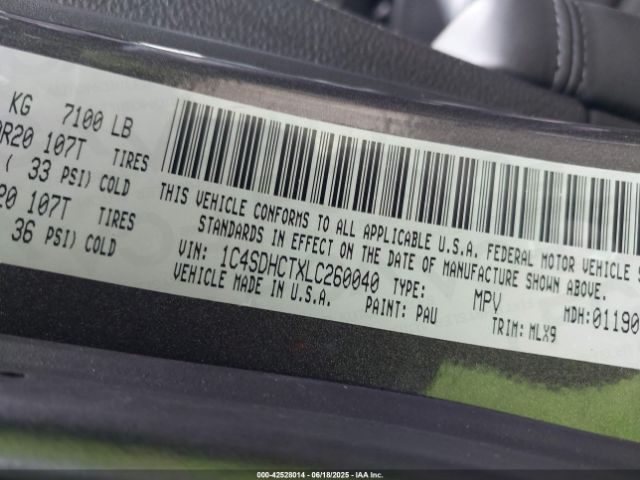 KG 7100 LB
0R20 107T TIRES
( 33 PSI) COLD
20 107T TIRES
36 PSI) COLD
THIS VEHICLE CONFORMS TO ALL APPLICABLE U.S.A. FEDERAL MOTOR VEHICLE
STANDARDS IN EFFECT ON THE DATE OF MANUFACTURE SHOWN ABOVE.
VIN: 1C4SDHCTXLC260040 TYPE: MPV MDH:01190
VEHICLE MADE IN U.S.A. PAINT: PAU TRIM: MLX9
000-42528014 - 06/18/2025 - IAA Inc.